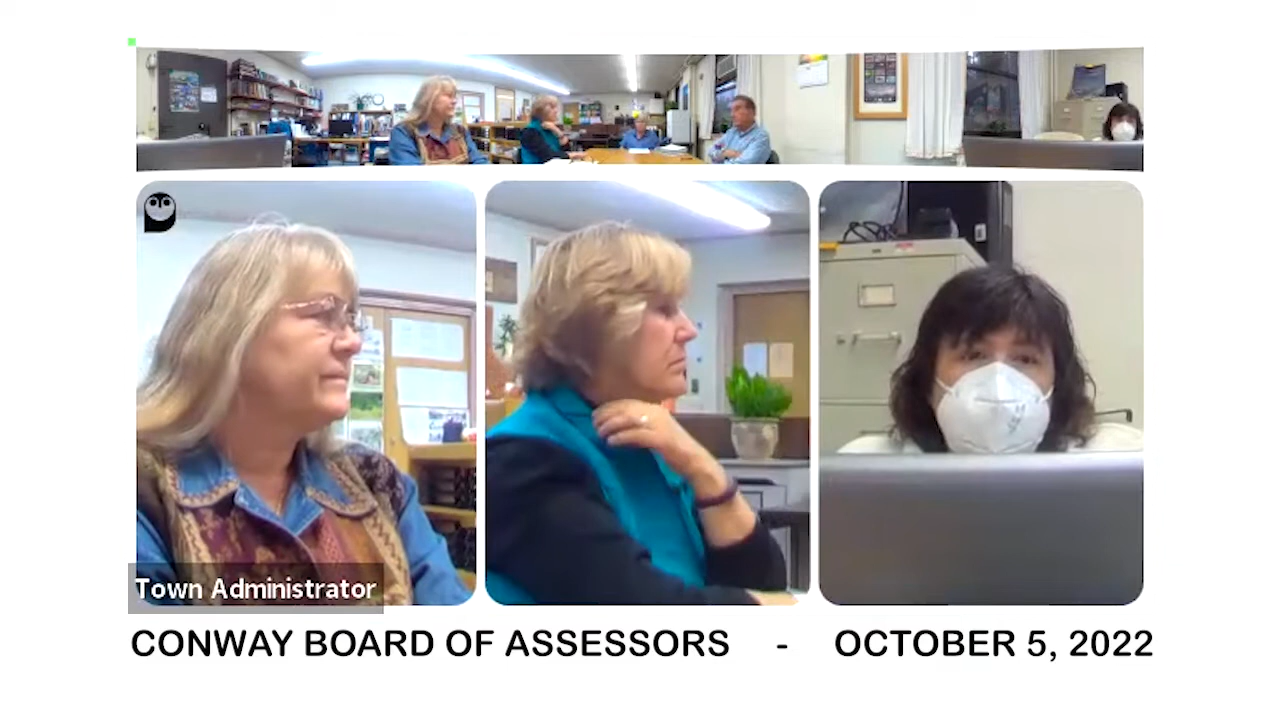 Town Administrator
CONWAY BOARD OF ASSESSORS - OCTOBER 5, 2022